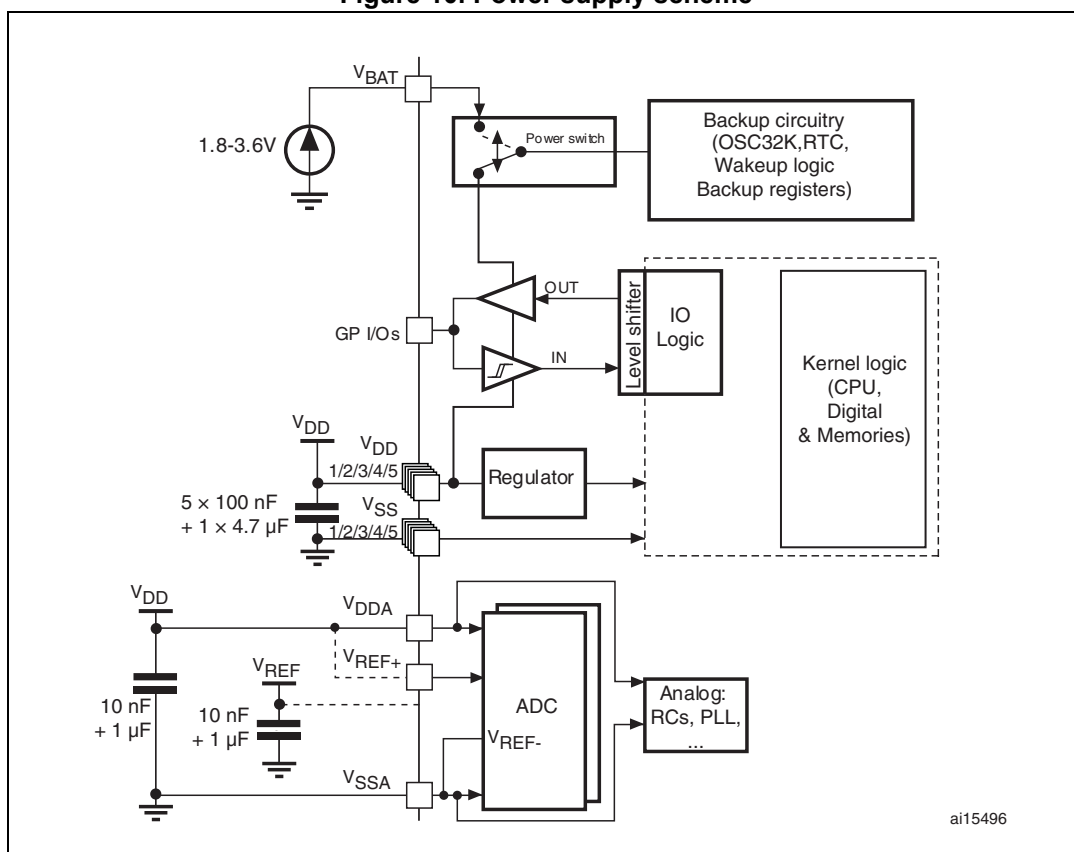 Figure
Power supply scheme
VBAT
1.8-3.6V
Power switch
Backup circuitry
(OSC32K,RTC,
Wakeup logic
Backup registers)
OUT
GP I/Os
IN
Level shifter
IO
Logic
Kernel logic
(CPU,
Digital
& Memories)
VDD
VDD
1/2/3/4/5
Regulator
5 × 100 nF
+ 1 × 4.7 µF
VSS
1/2/3/4/5
VDD
VDDA
VREF+
VREF
10 nF
+ 1 µF
10 nF
+ 1 µF
ADC
VREF-
Analog:
RCs, PLL,
...
VSSA
ai15496